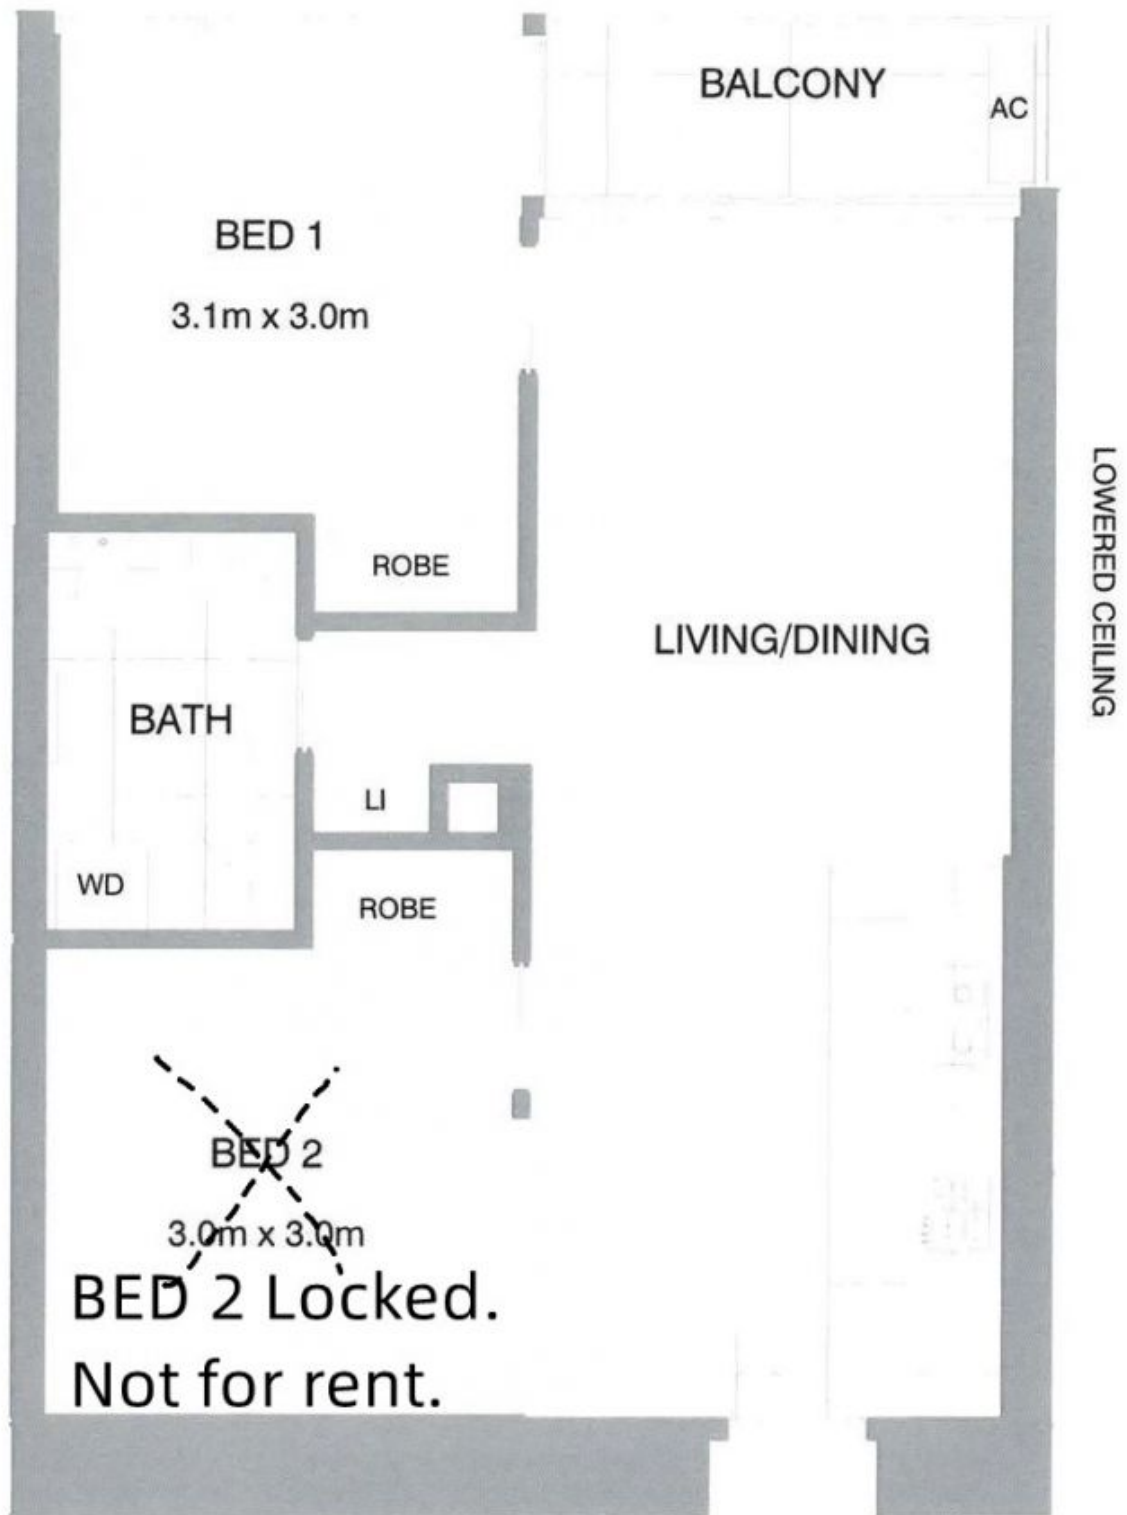 BALCONY
AC
BED 1
3.1m x 3.0m
LOWERED CEILING
ROBE
LIVING/DINING
BATH
LI
WD
ROBE
BED 2
3.0m x 3.0m
BED 2 Locked.
Not for rent.